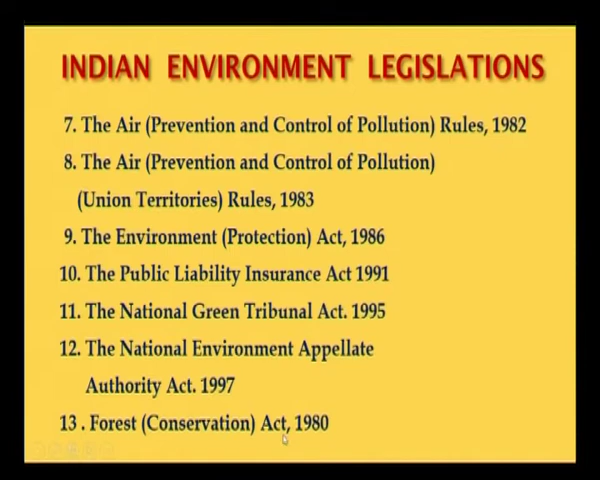 INDIAN ENVIRONMENT LEGISLATIONS
7. The Air (Prevention and Control of Pollution) Rules, 1982
8. The Air (Prevention and Control of Pollution)
(Union Territories) Rules, 1983
9. The Environment (Protection) Act, 1986
10. The Public Liability Insurance Act 1991
11. The National Green Tribunal Act. 1995
12. The National Environment Appellate
Authority Act. 1997
13 . Forest (Conservation) Act, 1980